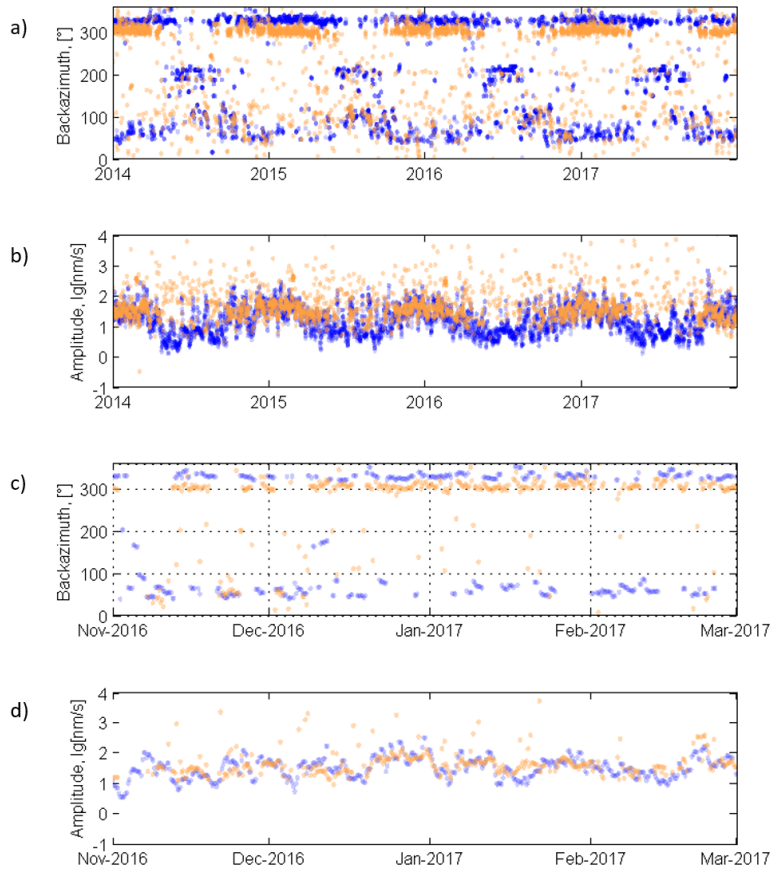 a)
Backazimuth, [°]
300
200
100
0
2014 2015 2016 2017
b)
Amplitude, lg[nm/s]
4
3
2
1
0
-1
2014 2015 2016 2017
c)
Backazimuth, [°]
300
200
100
0
Nov-2016 Dec-2016 Jan-2017 Feb-2017 Mar-2017
d)
Amplitude, lg[nm/s]
4
3
2
1
0
-1
Nov-2016 Dec-2016 Jan-2017 Feb-2017 Mar-2017